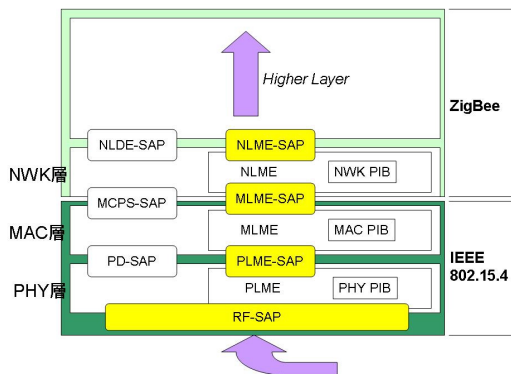 Higher Layer
ZigBee
NLDE-SAP
NLME-SAP
NWK層
NLME
NWK PIB
MCPS-SAP
MLME-SAP
MAC層
MLME
MAC PIB
IEEE
802.15.4
PD-SAP
PLME-SAP
PHY層
PLME
PHY PIB
RF-SAP